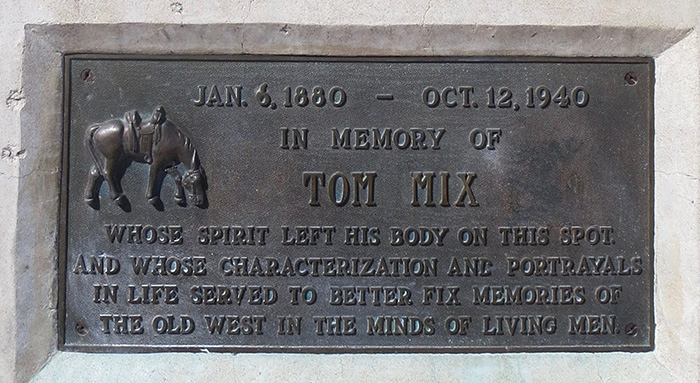 JAN. 6, 1880 - OCT. 12, 1940
IN MEMORY OF
TOM MIX
WHOSE SPIRIT LEFT HIS BODY ON THIS SPOT.
AND WHOSE CHARACTERIZATION AND PORTRAYALS
IN LIFE SERVED TO BETTER FIX MEMORIES OF
THE OLD WEST IN THE MINDS OF LIVING MEN.